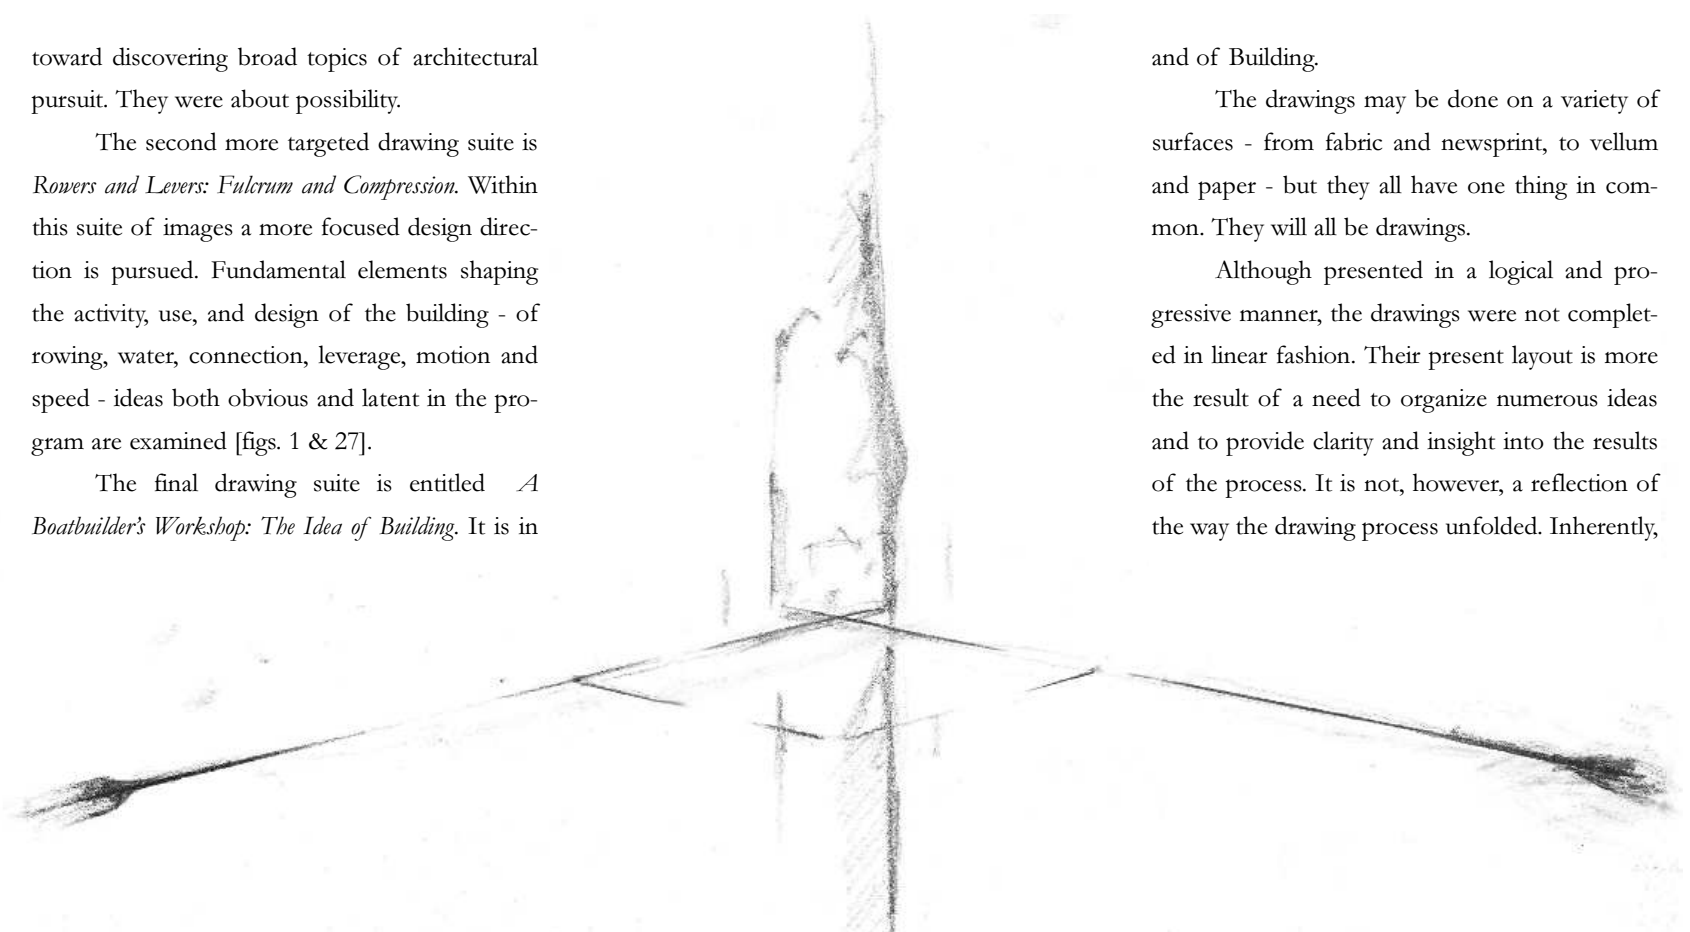 toward discovering broad topics of architectural
pursuit. They were about possibility.
The second more targeted drawing suite is
Rowers and Levers: Fulcrum and Compression. Within
this suite of images a more focused design direc-
tion is pursued. Fundamental elements shaping
the activity, use, and design of the building - of
rowing, water, connection, leverage, motion and
speed - ideas both obvious and latent in the pro-
gram are examined [figs. 1 & 27].
The final drawing suite is entitled A
Boatbuilder's Workshop: The Idea of Building. It is in
and of Building.
The drawings may be done on a variety of
surfaces - from fabric and newsprint, to vellum
and paper - but they all have one thing in com-
mon. They will all be drawings.
Although presented in a logical and pro-
gressive manner, the drawings were not complet-
ed in linear fashion. Their present layout is more
the result of a need to organize numerous ideas
and to provide clarity and insight into the results
of the process. It is not, however, a reflection of
the way the drawing process unfolded. Inherently,